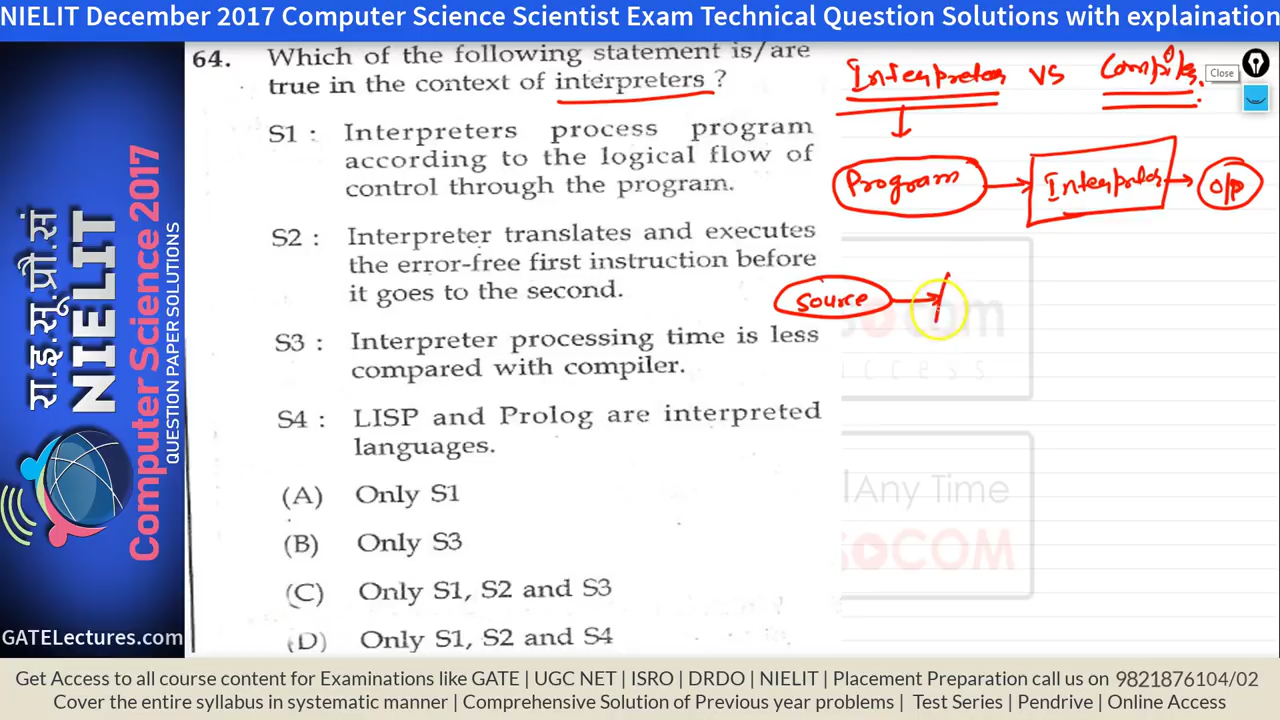 NIELIT December 2017 Computer Science Scientist Exam Technical Question Solutions with explaination
रा.इ.सू.प्रौ.सं
NIELIT
Computer Science 2017
QUESTION PAPER SOLUTIONS
GATELectures.com
64. Which of the following statement is/are
true in the context of interpreters ?
S1 : Interpreters process program
according to the logical flow of
control through the program.
S2 : Interpreter translates and executes
the error-free first instruction before
it goes to the second.
S3 : Interpreter processing time is less
compared with compiler.
S4 : LISP and Prolog are interpreted
languages.
(A) Only S1
(B) Only S3
(C) Only S1, S2 and S3
(D) Only S1, S2 and S4
Interpreter vs Compiler.
Close
Program Interpreter o/p
Source
Any Time
COM
Get Access to all course content for Examinations like GATE | UGC NET | ISRO | DRDO | NIELIT | Placement Preparation call us on 9821876104/02
Cover the entire syllabus in systematic manner | Comprehensive Solution of Previous year problems | Test Series | Pendrive | Online Access